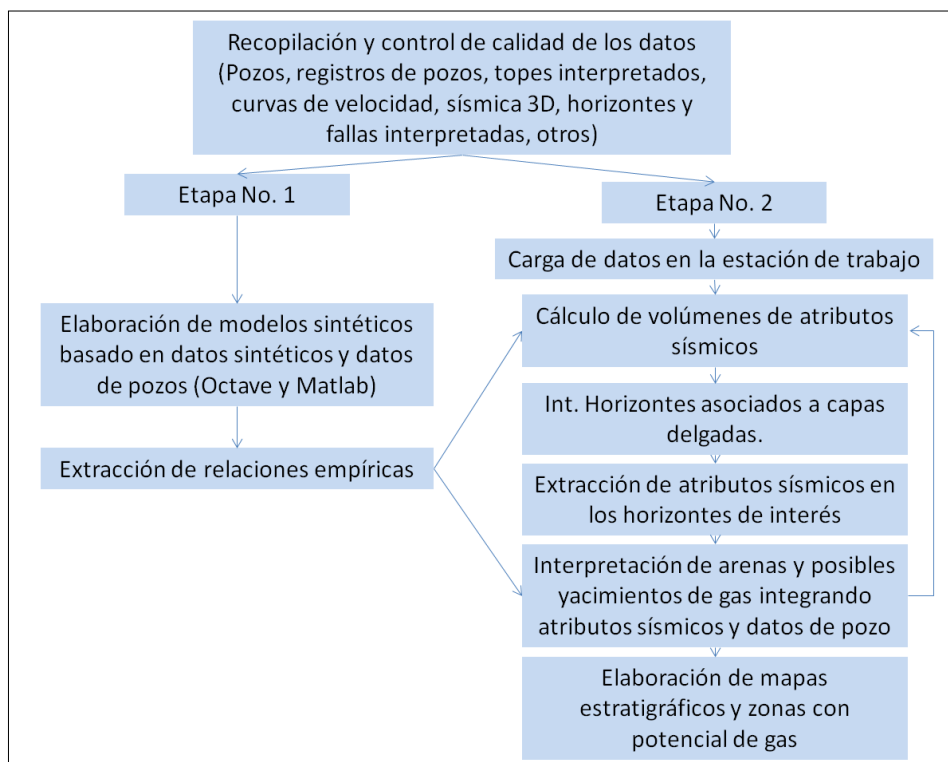 Recopilación y control de calidad de los datos
(Pozos, registros de pozos, topes interpretados,
curvas de velocidad, sísmica 3D, horizontes y
fallas interpretadas, otros)
Etapa No. 1
Elaboración de modelos sintéticos
basado en datos sintéticos y datos
de pozos (Octave y Matlab)
Extracción de relaciones empíricas
Etapa No. 2
Carga de datos en la estación de trabajo
Cálculo de volúmenes de atributos
sísmicos
Int. Horizontes asociados a capas
delgadas.
Extracción de atributos sísmicos en
los horizontes de interés
Interpretación de arenas y posibles
yacimientos de gas integrando
atributos sísmicos y datos de pozo
Elaboración de mapas
estratigráficos y zonas con
potencial de gas